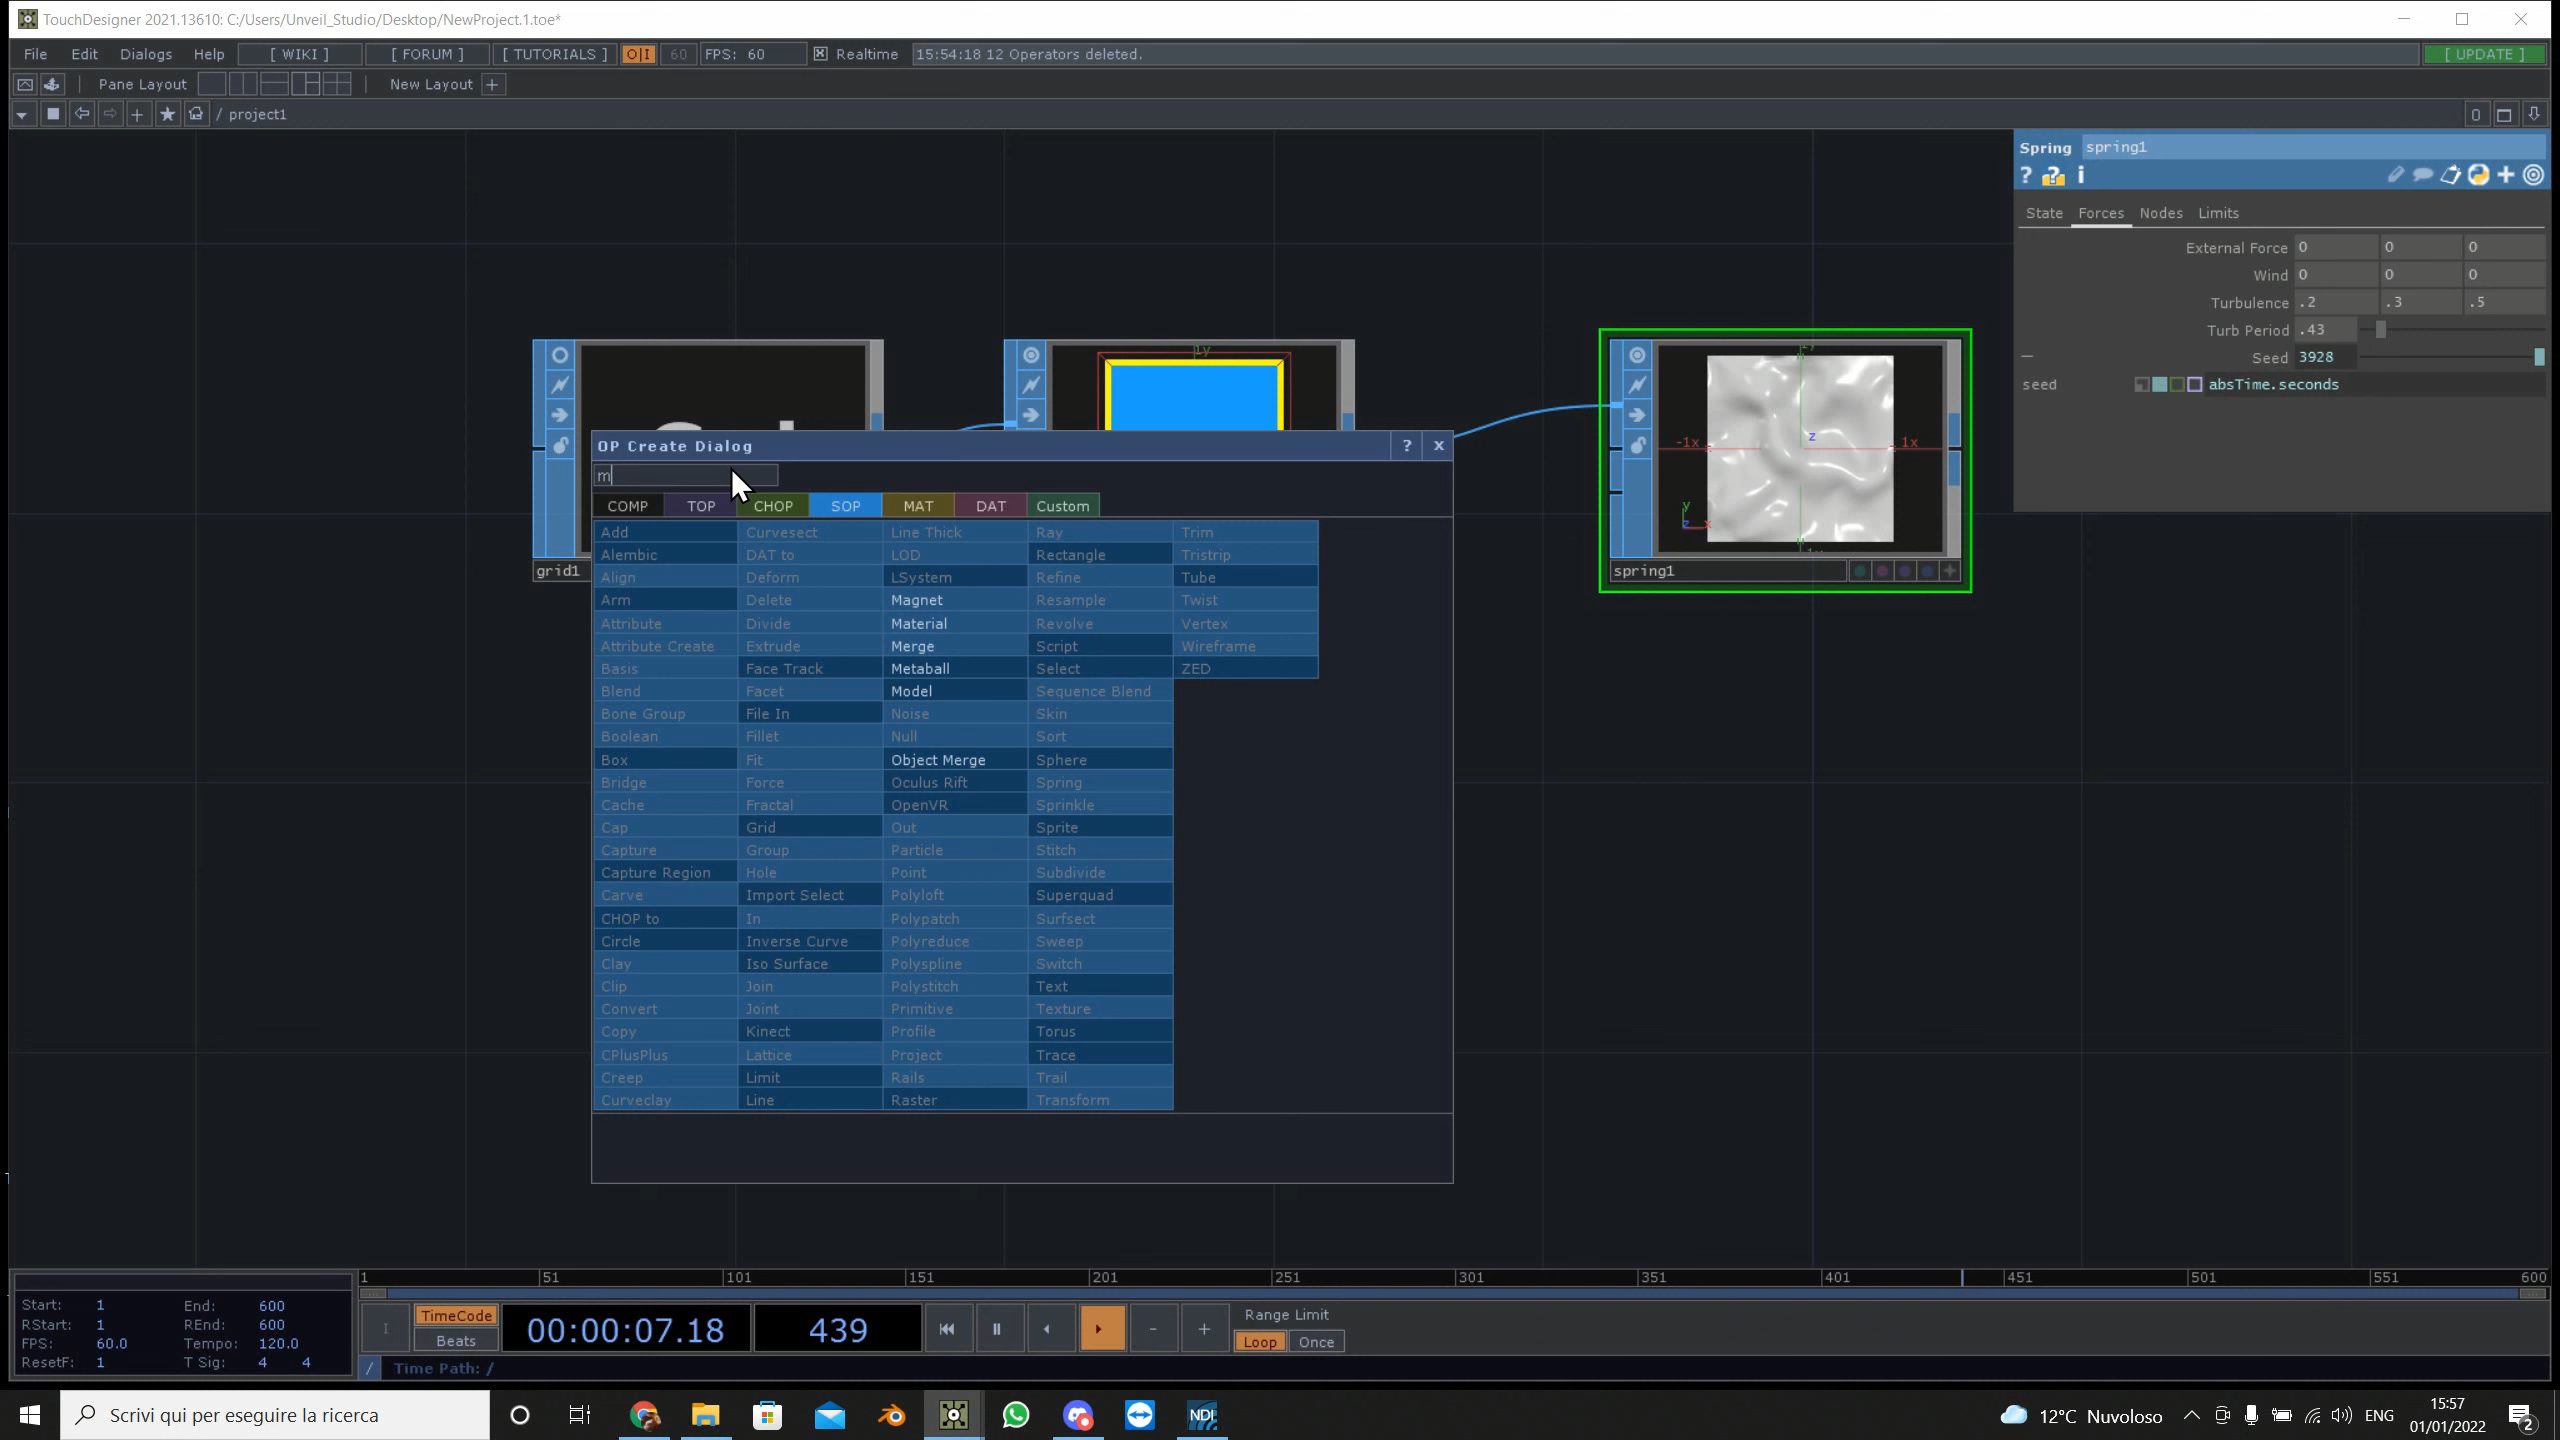 TouchDesigner 2021.13610: C:/Users/Unveil_Studio/Desktop/NewProject.1.toe*
File Edit Dialogs Help [ WIKI ] [ FORUM ] [ TUTORIALS ] O|I 60 FPS: 60 Realtime 15:54:18 12 Operators deleted. [ UPDATE ]
Pane Layout New Layout +
/ project1 0
Spring spring1
? i
State Forces Nodes Limits
External Force 0 0 0
Wind 0 0 0
Turbulence .2 .3 .5
Turb Period .43
Seed 3928
seed absTime.seconds
1y
-1x z 1x
y
z x
grid1
spring1
OP Create Dialog ? x
m
COMP TOP CHOP SOP MAT DAT Custom
Add Curvesect Line Thick Ray Trim
Alembic DAT to LOD Rectangle Tristrip
Align Deform LSystem Refine Tube
Arm Delete Magnet Resample Twist
Attribute Divide Material Revolve Vertex
Attribute Create Extrude Merge Script Wireframe
Basis Face Track Metaball Select ZED
Blend Facet Model Sequence Blend
Bone Group File In Noise Skin
Boolean Fillet Null Sort
Box Fit Object Merge Sphere
Bridge Force Oculus Rift Spring
Cache Fractal OpenVR Sprinkle
Cap Grid Out Sprite
Capture Group Particle Stitch
Capture Region Hole Point Subdivide
Carve Import Select Polyloft Superquad
CHOP to In Polypatch Surfsect
Circle Inverse Curve Polyreduce Sweep
Clay Iso Surface Polyspline Switch
Clip Join Polystitch Text
Convert Joint Primitive Texture
Copy Kinect Profile Torus
CPlusPlus Lattice Project Trace
Creep Limit Rails Trail
Curveclay Line Raster Transform
1 51 101 151 201 251 301 351 401 451 501 551 600
Start: 1 End: 600
RStart: 1 REnd: 600
FPS: 60.0 Tempo: 120.0
ResetF: 1 T Sig: 4 4
TimeCode
Beats
00:00:07.18 439
- +
Range Limit
Loop Once
/ Time Path: /
Scrivi qui per eseguire la ricerca
NDI
12°C Nuvoloso ENG
15:57
01/01/2022
2